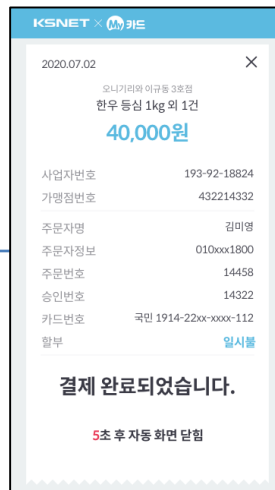 KSNET × My 카드
2020.07.02 ×
오니기리와 이규동 3호점
한우 등심 1kg 외 1건
40,000원
사업자번호 193-92-18824
가맹점번호 432214332
주문자명 김미영
주문자정보 010xxx1800
주문번호 14458
승인번호 14322
카드번호 국민 1914-22xx-xxxx-112
할부 일시불
결제 완료되었습니다.
5초 후 자동 화면 닫힘